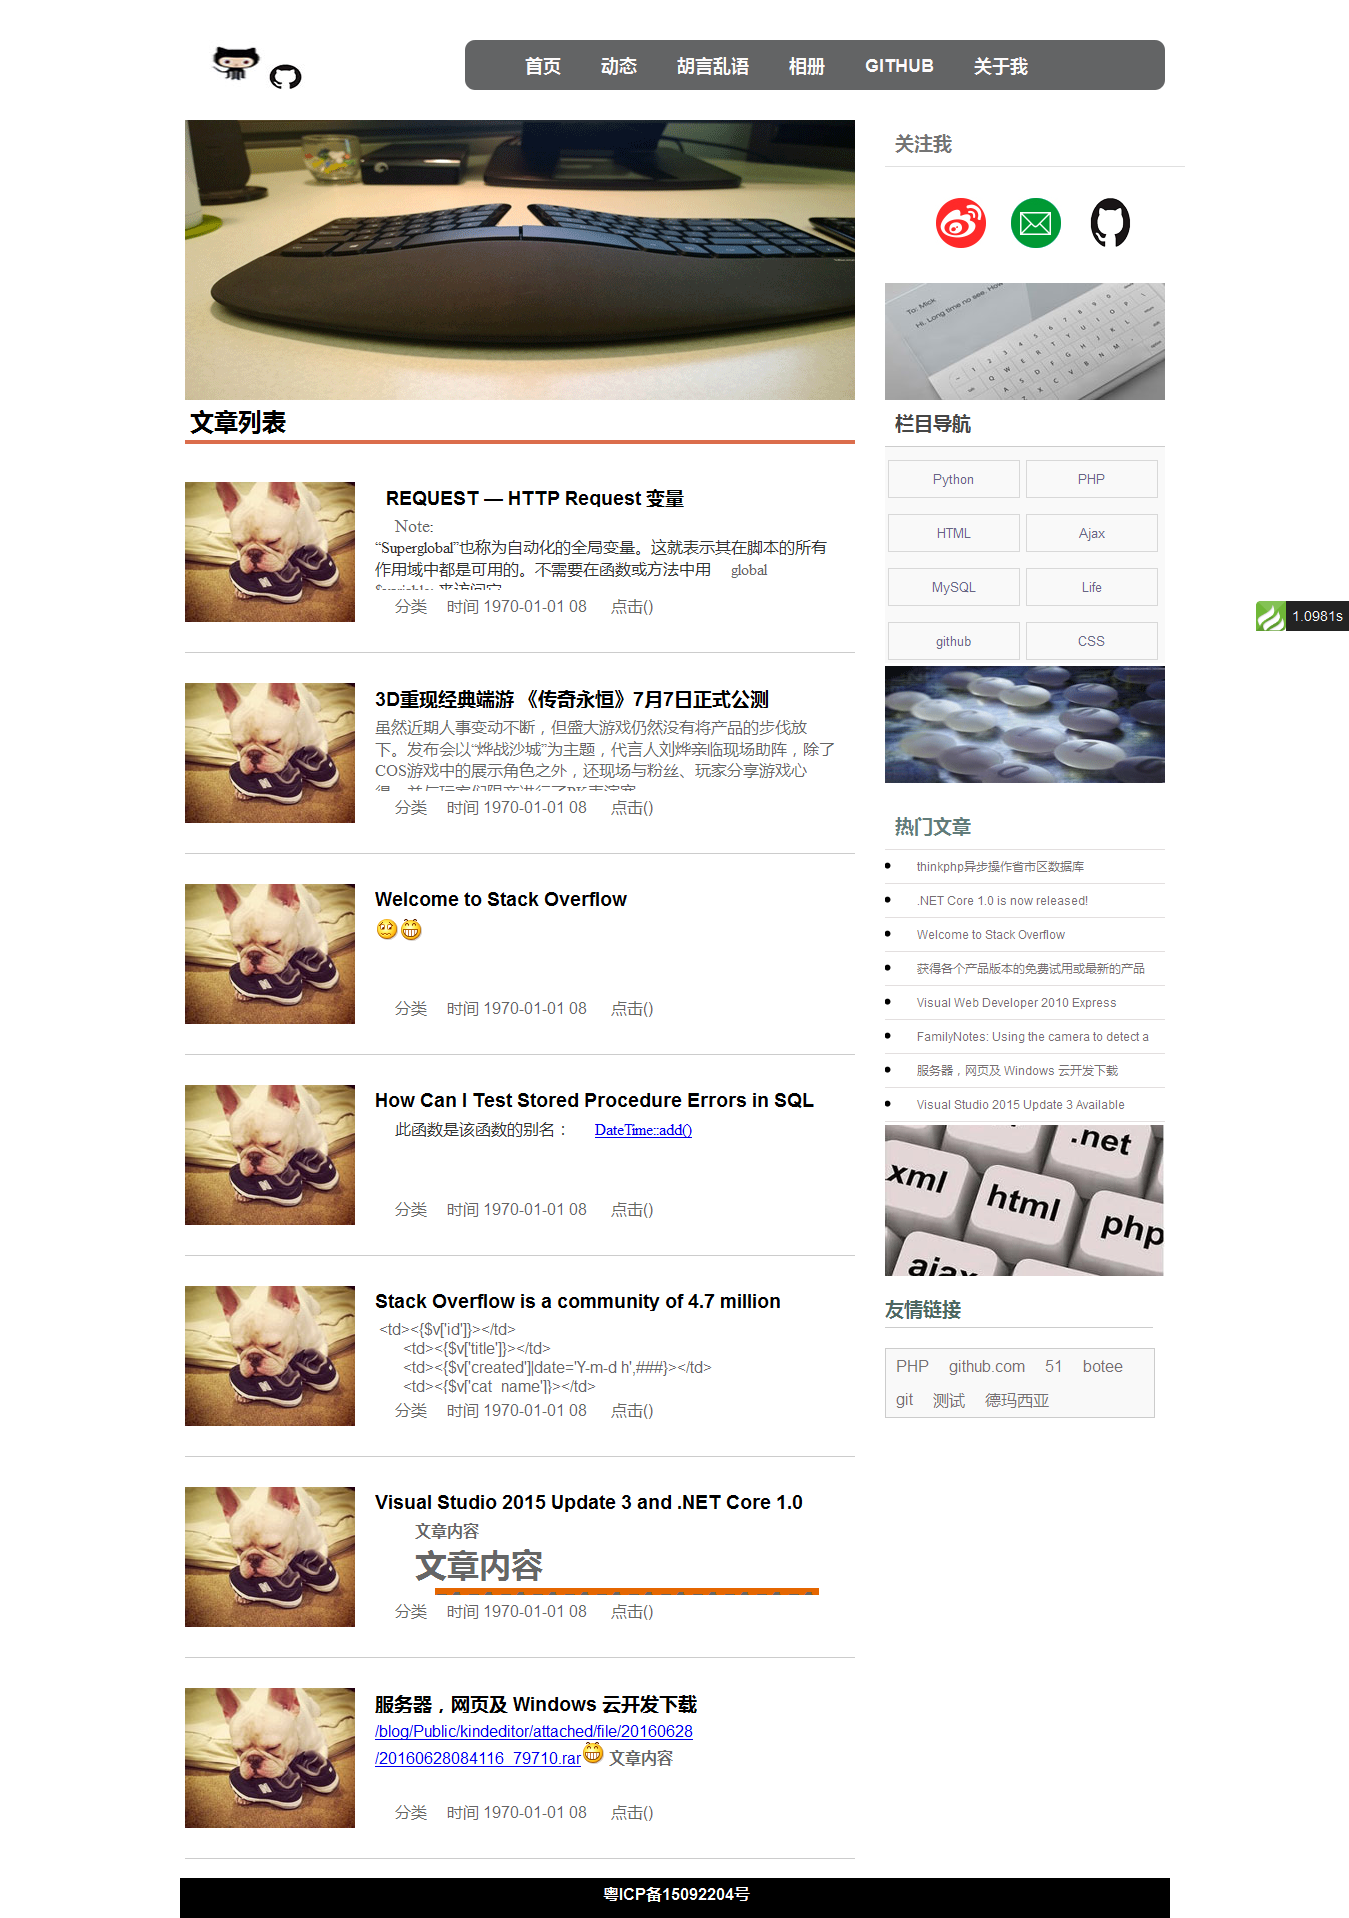 首页 动态 胡言乱语 相册 GITHUB 关于我
关注我
To: Mick
Hi, Long time no see. How
文章列表
栏目导航
Python PHP
HTML Ajax
MySQL Life
github CSS
REQUEST — HTTP Request 变量
Note:
“Superglobal”也称为自动化的全局变量。这就表示其在脚本的所有
作用域中都是可用的。不需要在函数或方法中用 global
分类 时间 1970-01-01 08 点击()
1.0981s
3D重现经典端游 《传奇永恒》7月7日正式公测
虽然近期人事变动不断，但盛大游戏仍然没有将产品的步伐放
下。发布会以“烨战沙城”为主题，代言人刘烨亲临现场助阵，除了
COS游戏中的展示角色之外，还现场与粉丝、玩家分享游戏心
分类 时间 1970-01-01 08 点击()
热门文章
thinkphp异步操作省市区数据库
.NET Core 1.0 is now released!
Welcome to Stack Overflow
获得各个产品版本的免费试用或最新的产品
Visual Web Developer 2010 Express
FamilyNotes: Using the camera to detect a
服务器，网页及 Windows 云开发下载
Visual Studio 2015 Update 3 Available
Welcome to Stack Overflow
分类 时间 1970-01-01 08 点击()
How Can I Test Stored Procedure Errors in SQL
此函数是该函数的别名： DateTime::add()
分类 时间 1970-01-01 08 点击()
.net
xml
html
php
ajax
友情链接
PHP github.com 51 botee
git 测试 德玛西亚
Stack Overflow is a community of 4.7 million
<td><{$v['id']}></td>
<td><{$v['title']}></td>
<td><{$v['created']|date='Y-m-d h',###}></td>
<td><{$v['cat_name']}></td>
分类 时间 1970-01-01 08 点击()
Visual Studio 2015 Update 3 and .NET Core 1.0
文章内容
文章内容
分类 时间 1970-01-01 08 点击()
服务器，网页及 Windows 云开发下载
/blog/Public/kindeditor/attached/file/20160628
/20160628084116_79710.rar 文章内容
分类 时间 1970-01-01 08 点击()
粤ICP备15092204号